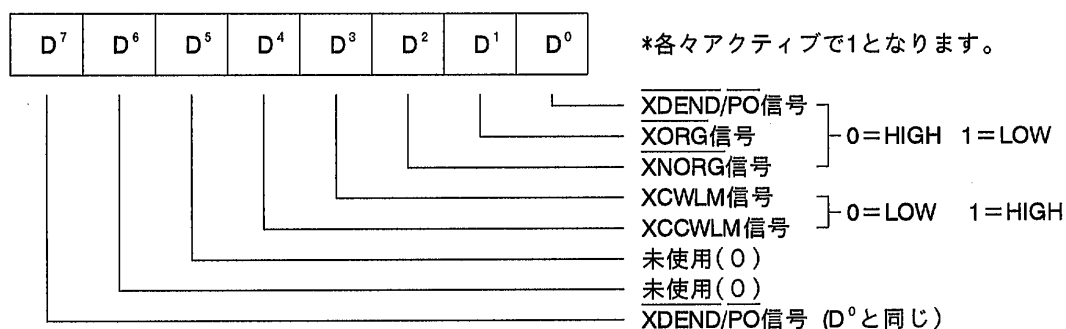 D⁷ D⁶ D⁵ D⁴ D³ D² D¹ D⁰ *各々アクティブで1となります。
XDEND/PO信号
XORG信号 0=HIGH 1=LOW
XNORG信号
XCWLM信号
XCCWLM信号 0=LOW 1=HIGH
未使用(0)
未使用(0)
XDEND/PO信号 (D⁰と同じ)